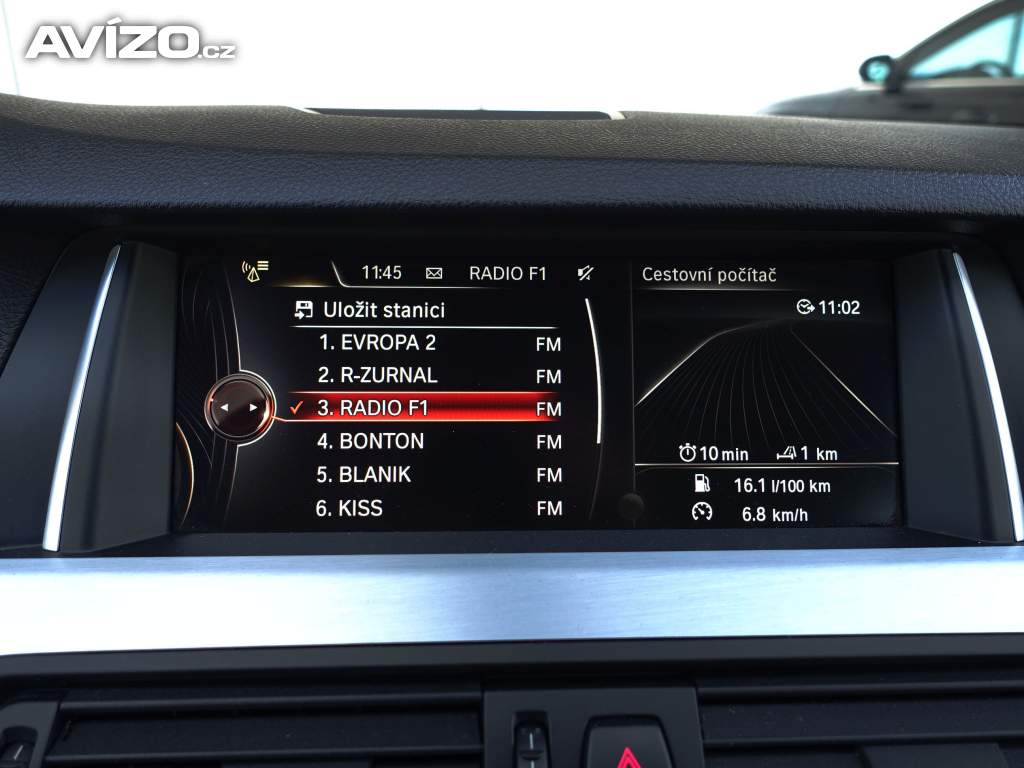 AVÍZO.cz
11:45 RADIO F1
Uložit stanici
1. EVROPA 2 FM
2. R-ZURNAL FM
✓ 3. RADIO F1 FM
4. BONTON FM
5. BLANIK FM
6. KISS FM
Cestovní počítač
11:02
10 min 1 km
16.1 l/100 km
6.8 km/h